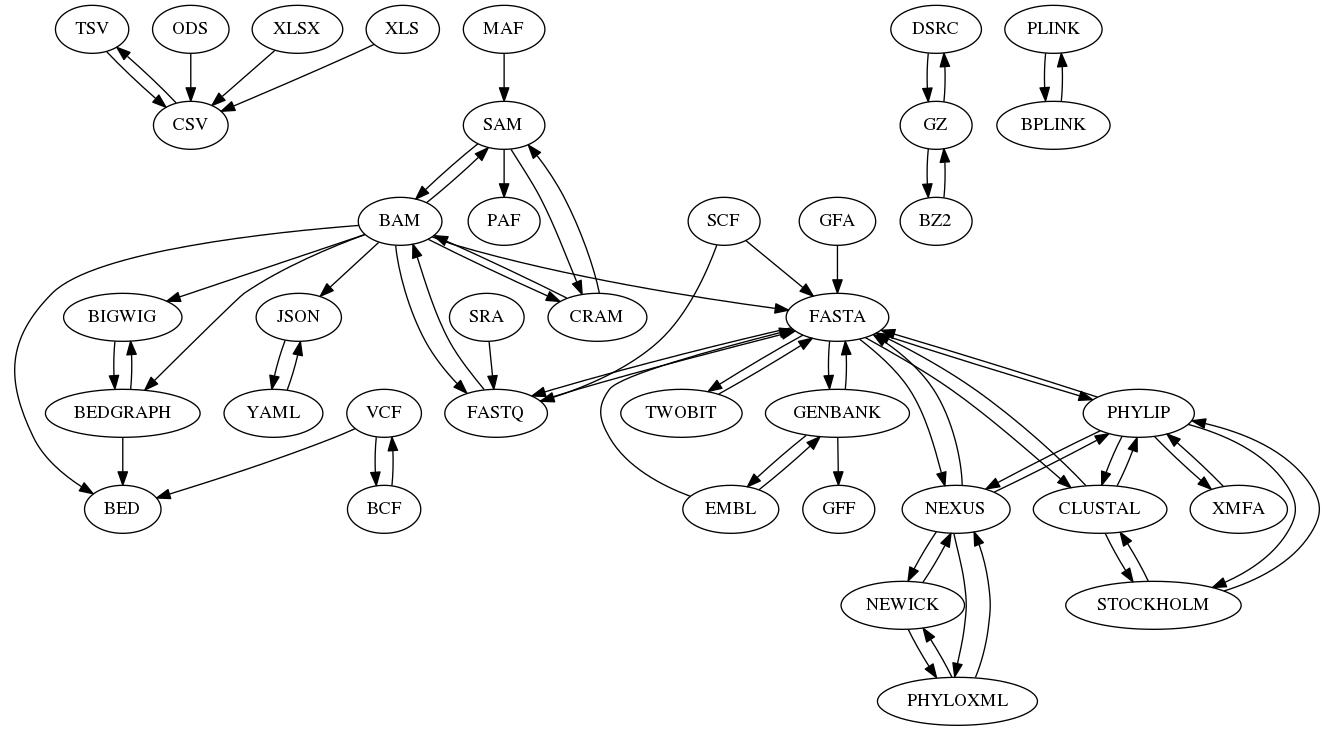 TSV
ODS
XLSX
XLS
MAF
DSRC
PLINK
CSV
SAM
GZ
BPLINK
BAM
PAF
SCF
GFA
BZ2
BIGWIG
JSON
SRA
CRAM
FASTA
BEDGRAPH
YAML
VCF
FASTQ
TWOBIT
GENBANK
PHYLIP
BED
BCF
EMBL
GFF
NEXUS
CLUSTAL
XMFA
NEWICK
STOCKHOLM
PHYLOXML